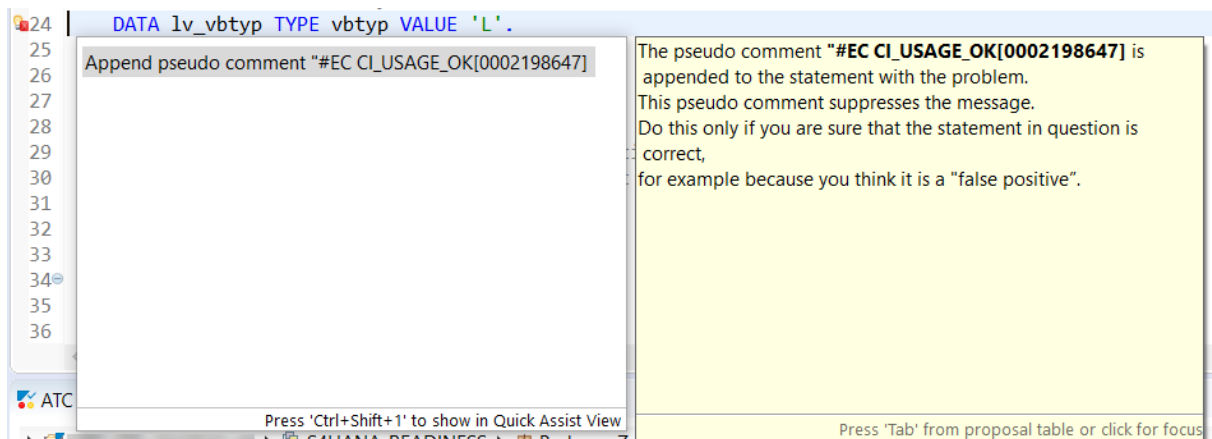 24 DATA lv_vbtyp TYPE vbtyp VALUE 'L'.
25
26
27
28
29
30
31
32
33
34
35
36
Append pseudo comment "#EC CI_USAGE_OK[0002198647]
Press 'Ctrl+Shift+1' to show in Quick Assist View
The pseudo comment "#EC CI_USAGE_OK[0002198647] is
appended to the statement with the problem.
This pseudo comment suppresses the message.
Do this only if you are sure that the statement in question is
correct,
for example because you think it is a "false positive”.
Press 'Tab' from proposal table or click for focus
ATC